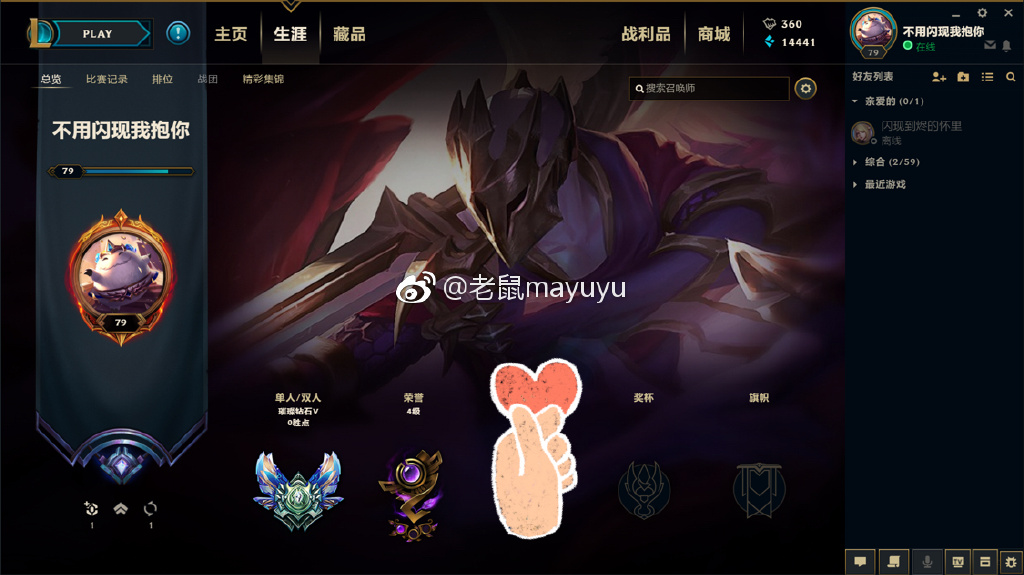 PLAY
主页
生涯
藏品
战利品
商城
360
14441
79
不用闪现我抱你
在线
总览
比赛记录
排位
战团
精彩集锦
搜索召唤师
好友列表
亲爱的 (0/1)
闪现到烬的怀里
离线
综合 (2/59)
最近游戏
不用闪现我抱你
79
79
@老鼠mayuyu
单人/双人
璀璨钻石V
0胜点
荣誉
4级
奖杯
旗帜
1
1
TV